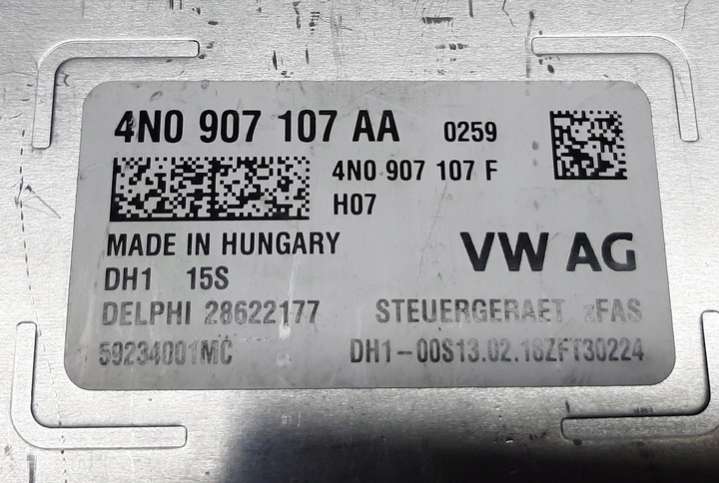 4N0 907 107 AA 0259
4N0 907 107 F
H07
MADE IN HUNGARY
VW AG
DH1 15S
DELPHI 28622177 STEUERGERAET zFAS
59234001MC DH1-00S13.02.18ZFT30224